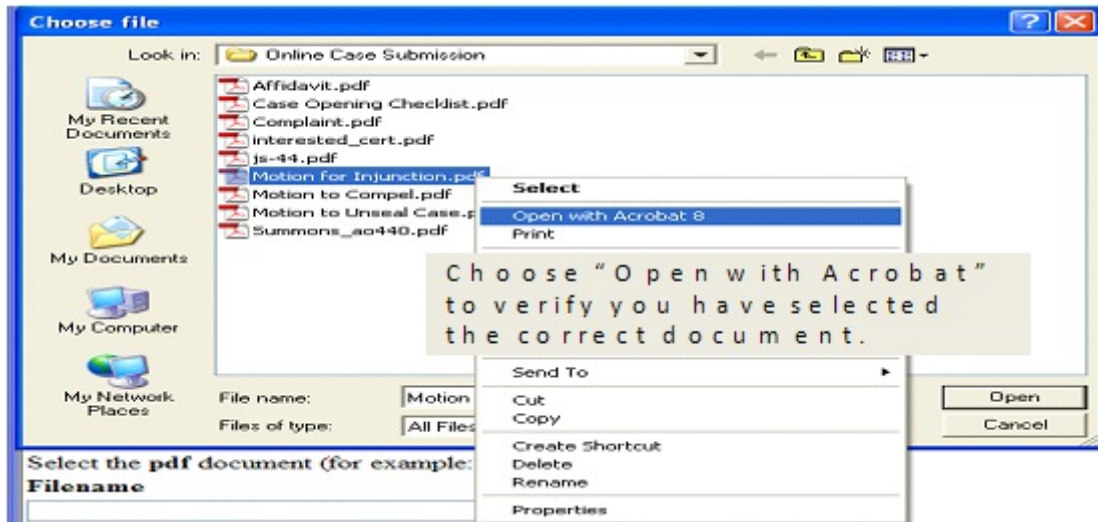 Choose file
Look in: Online Case Submission
My Recent
Documents
Desktop
My Documents
My Computer
My Network
Places
Affidavit.pdf
Case Opening Checklist.pdf
Complaint.pdf
interested_cert.pdf
js-44.pdf
Motion for Injunction.pdf
Motion to Compel.pdf
Motion to Unseal Case.p
Summons_ao440.pdf
Select
Open with Acrobat 8
Print
Choose “Open with Acrobat”
to verify you have selected
the correct document.
Send To
Cut
Copy
Create Shortcut
Delete
Rename
Properties
File name: Motion
Files of type: All Files
Open
Cancel
Select the pdf document (for example:
Filename